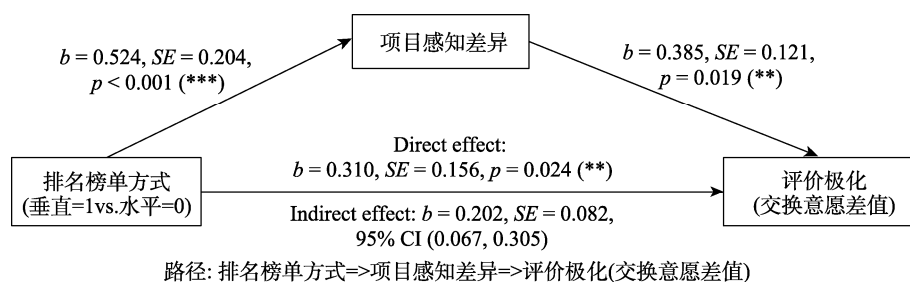 项目感知差异
b = 0.524, SE = 0.204,
p < 0.001 (***)
b = 0.385, SE = 0.121,
p = 0.019 (**)
Direct effect:
b = 0.310, SE = 0.156, p = 0.024 (**)
排名榜单方式
(垂直=1vs.水平=0)
评价极化
(交换意愿差值)
Indirect effect: b = 0.202, SE = 0.082,
95% CI (0.067, 0.305)
路径: 排名榜单方式=>项目感知差异=>评价极化(交换意愿差值)